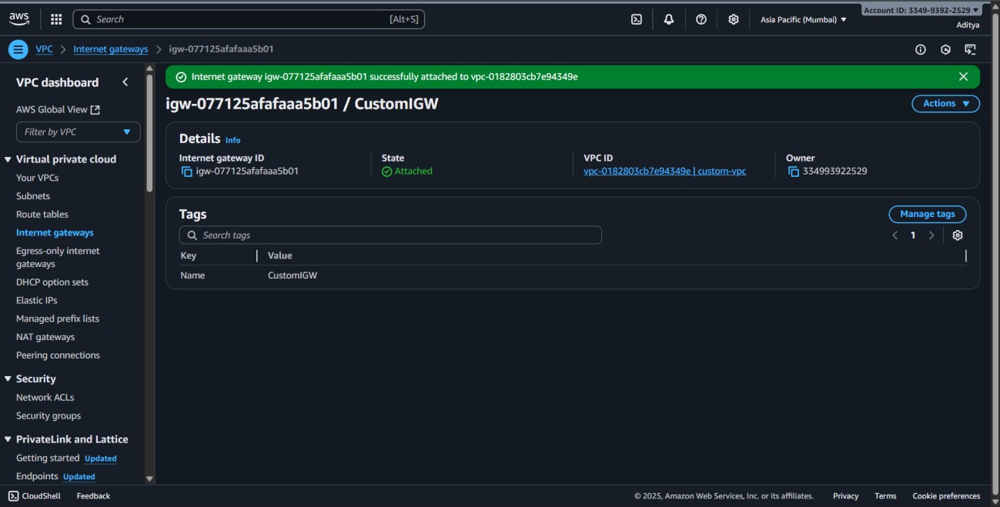 aws
Search [Alt+S]
Asia Pacific (Mumbai)
Account ID: 3349-9392-2529
Aditya
VPC
Internet gateways
igw-077125afafaaa5b01
VPC dashboard
AWS Global View
Filter by VPC
Virtual private cloud
Your VPCs
Subnets
Route tables
Internet gateways
Egress-only internet
gateways
DHCP option sets
Elastic IPs
Managed prefix lists
NAT gateways
Peering connections
Security
Network ACLs
Security groups
PrivateLink and Lattice
Getting started Updated
Endpoints Updated
Internet gateway igw-077125afafaaa5b01 successfully attached to vpc-0182803cb7e94349e
igw-077125afafaaa5b01 / CustomIGW
Actions
Details Info
Internet gateway ID
igw-077125afafaaa5b01
State
Attached
VPC ID
vpc-0182803cb7e94349e | custom-vpc
Owner
334993922529
Tags
Manage tags
Search tags
1
Key Value
Name CustomIGW
CloudShell Feedback
© 2025, Amazon Web Services, Inc. or its affiliates. Privacy Terms Cookie preferences